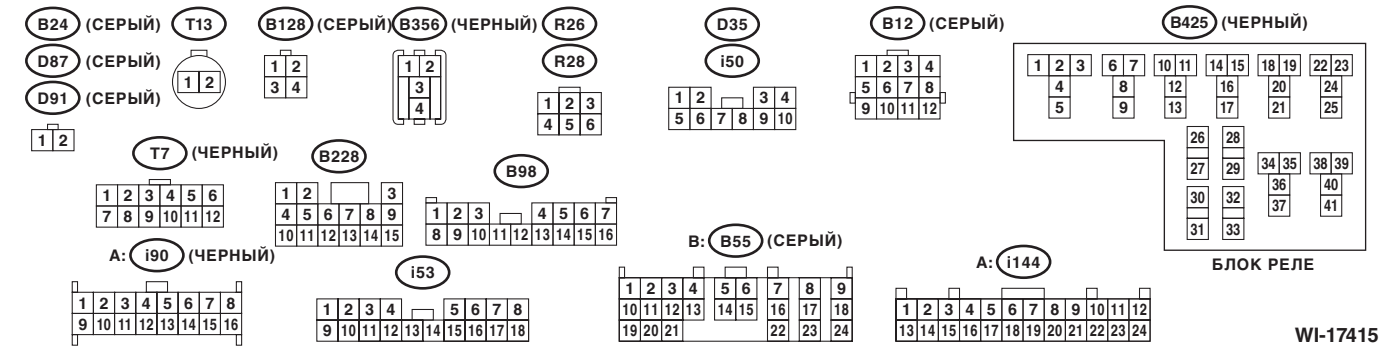 B24 (СЕРЫЙ) T13 B128 (СЕРЫЙ) B356 (ЧЕРНЫЙ) R26 D35 B12 (СЕРЫЙ) B425 (ЧЕРНЫЙ)
D87 (СЕРЫЙ) R28 i50
D91 (СЕРЫЙ)
1 2
1 2
1 2
3 4
1 2
3
4
1 2 3
4 5 6
1 2 3 4
5 6 7 8 9 10
1 2 3 4
5 6 7 8
9 10 11 12
1 2 3 6 7 10 11 14 15 18 19 22 23
4 8 12 16 20 24
5 9 13 17 21 25
26 28
27 29
34 35 38 39
36 40
30 32
37 41
31 33
БЛОК РЕЛЕ
T7 (ЧЕРНЫЙ) B228 B98
1 2 3 4 5 6
7 8 9 10 11 12
1 2 3
4 5 6 7 8 9
10 11 12 13 14 15
1 2 3 4 5 6 7
8 9 10 11 12 13 14 15 16
A: i90 (ЧЕРНЫЙ) i53 B: B55 (СЕРЫЙ) A: i144
1 2 3 4 5 6 7 8
9 10 11 12 13 14 15 16
1 2 3 4 5 6 7 8
9 10 11 12 13 14 15 16 17 18
1 2 3 4 5 6 7 8 9
10 11 12 13 14 15 16 17 18
19 20 21 22 23 24
1 2 3 4 5 6 7 8 9 10 11 12
13 14 15 16 17 18 19 20 21 22 23 24
WI-17415